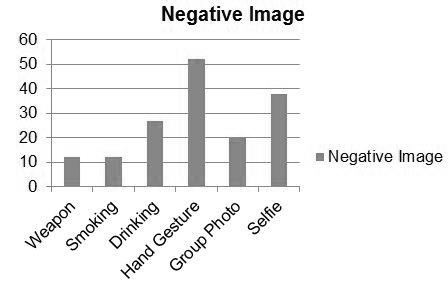 Negative Image
60
50
40
30
20
10
0
Weapon
Smoking
Drinking
Hand Gesture
Group Photo
Selfie
Negative Image